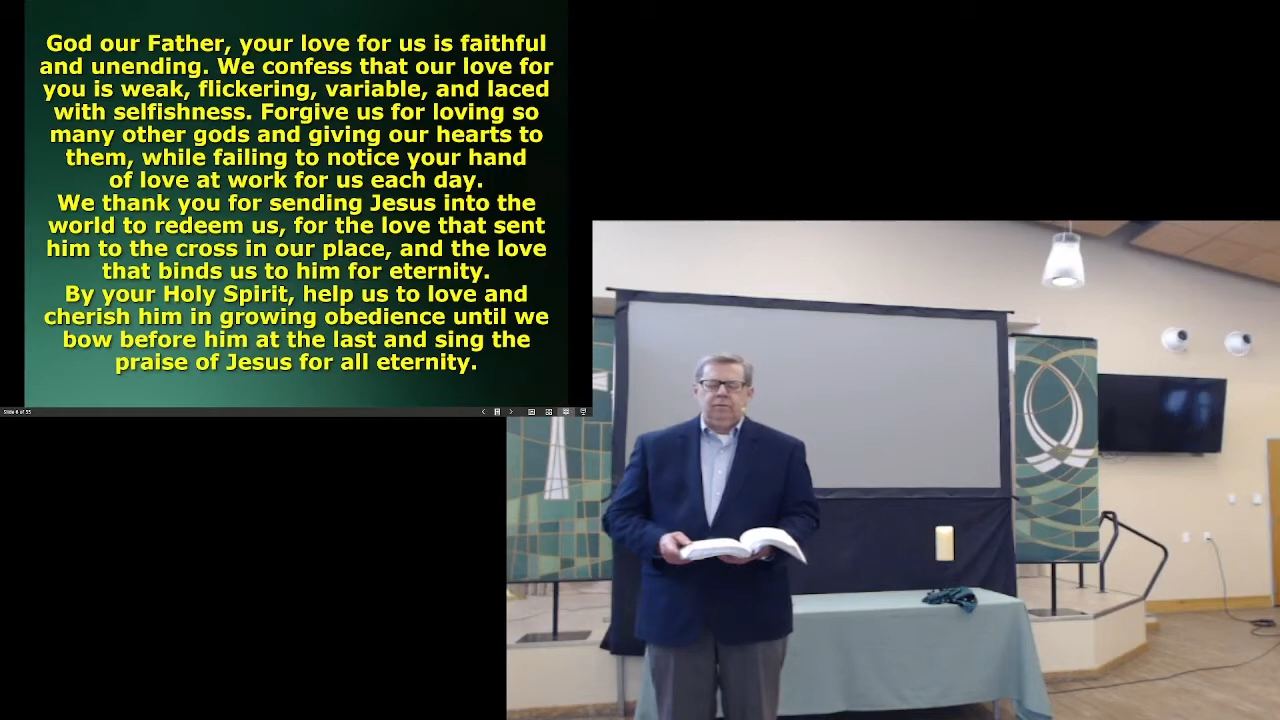 God our Father, your love for us is faithful
and unending. We confess that our love for
you is weak, flickering, variable, and laced
with selfishness. Forgive us for loving so
many other gods and giving our hearts to
them, while failing to notice your hand
of love at work for us each day.
We thank you for sending Jesus into the
world to redeem us, for the love that sent
him to the cross in our place, and the love
that binds us to him for eternity.
By your Holy Spirit, help us to love and
cherish him in growing obedience until we
bow before him at the last and sing the
praise of Jesus for all eternity.
Slide 6 of 35